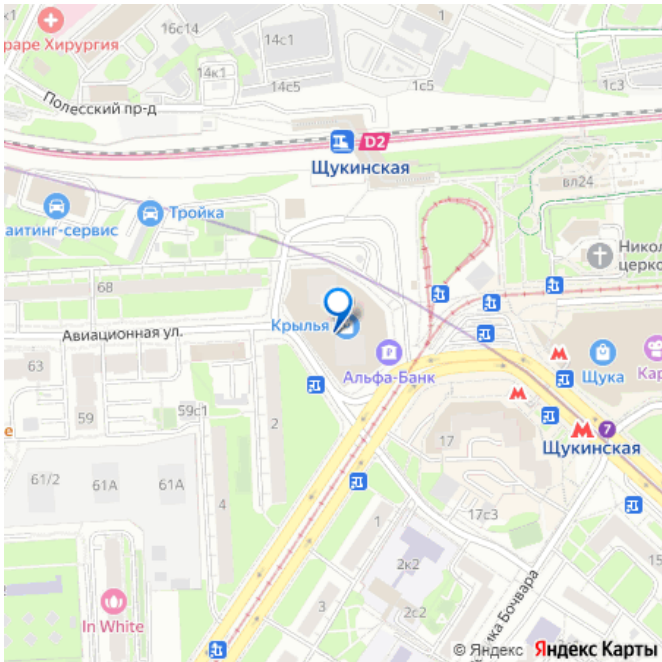 раре Хирургия
16с14
14с1
14к1
14с5
1с5
1с3
Полесский пр-д
D2
Щукинская
вл24
Тройка
айтинг-сервис
Никол
церко
68
Крылья
Авиационная ул.
Альфа-Банк
Щука
Кар
63
59
59с1
2
17
7
Щукинская
е
61/2
61А
61А
4
17с3
1
2к2
In White
3
2с2
ика Бочвара
© Яндекс Яндекс Карты